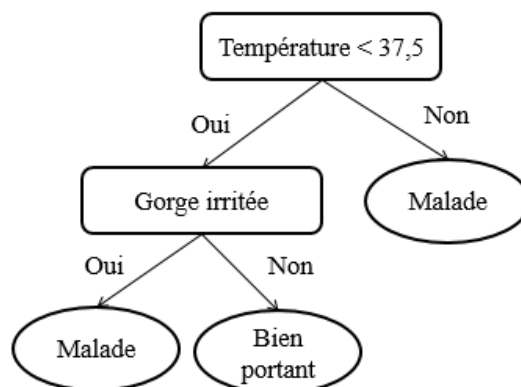 Température < 37,5
Oui
Non
Gorge irritée
Malade
Oui
Non
Malade
Bien
portant